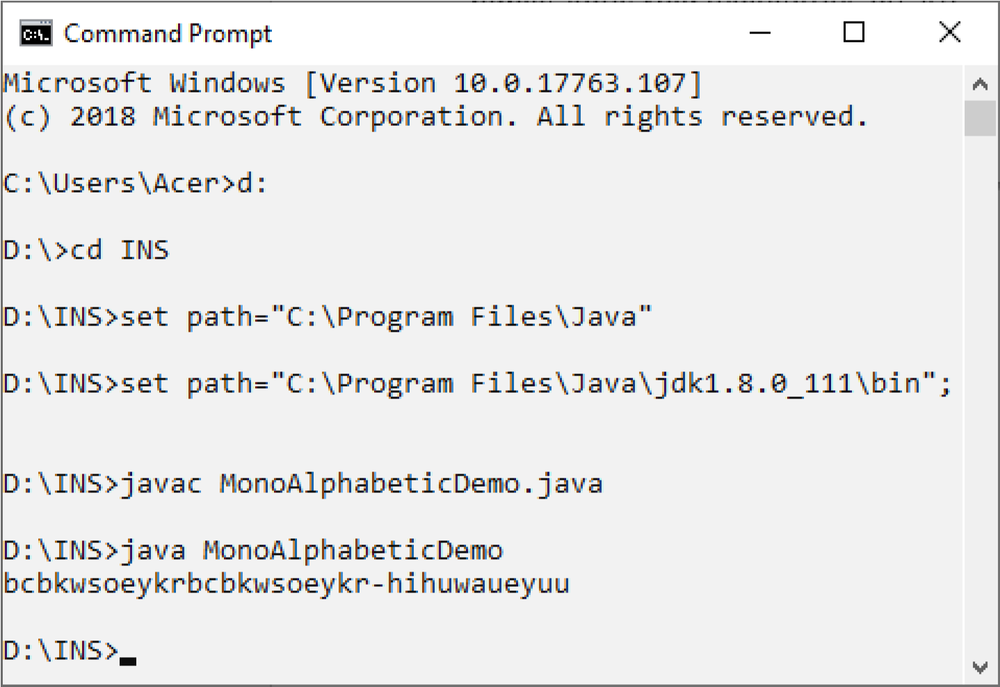 C:\. Command Prompt
Microsoft Windows [Version 10.0.17763.107]
(c) 2018 Microsoft Corporation. All rights reserved.
C:\Users\Acer>d:
D:\>cd INS
D:\INS>set path="C:\Program Files\Java"
D:\INS>set path="C:\Program Files\Java\jdk1.8.0_111\bin";
D:\INS>javac MonoAlphabeticDemo.java
D:\INS>java MonoAlphabeticDemo
bcbkwsoeykrbcbkwsoeykr-hihuwaueyuu
D:\INS>